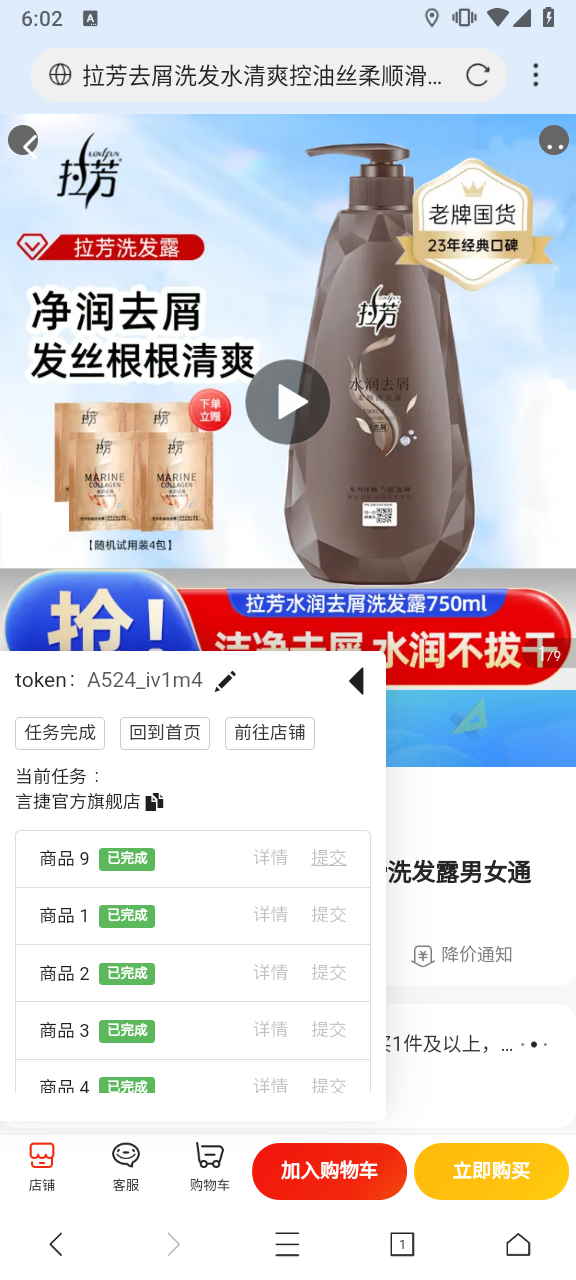 6:02
A
拉芳去屑洗发水清爽控油丝柔顺滑...
LOVEFUN
拉芳
老牌国货
23年经典口碑
拉芳洗发露
净润去屑
发丝根根清爽
拉芳
水润去屑
下单
立赠
去屑
拉芳
MARINE
COLLAGEN
MARINE
COLLAGEN
【随机试用装4包】
拉芳水润去屑洗发露750ml
抢！
洁净去屑 水润不拔干
1/9
token: A524_iv1m4
任务完成
回到首页
前往店铺
当前任务：
言捷官方旗舰店
商品 9 已完成 详情 提交
洗发露男女通
商品 1 已完成 详情 提交
降价通知
商品 2 已完成 详情 提交
商品 3 已完成 详情 提交
买1件及以上，...
商品 4 已完成 详情 提交
店铺
客服
购物车
加入购物车
立即购买
1